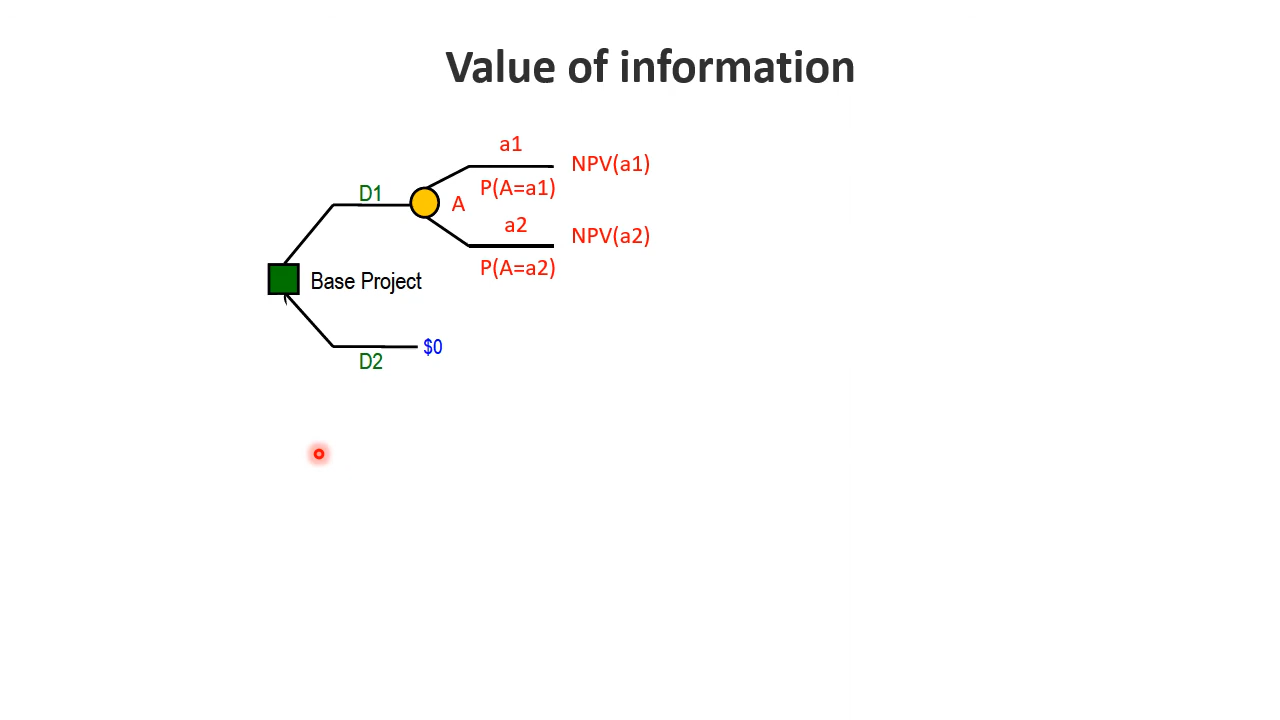 Value of information
a1
NPV(a1)
D1
P(A=a1)
A
a2
NPV(a2)
P(A=a2)
Base Project
$0
D2